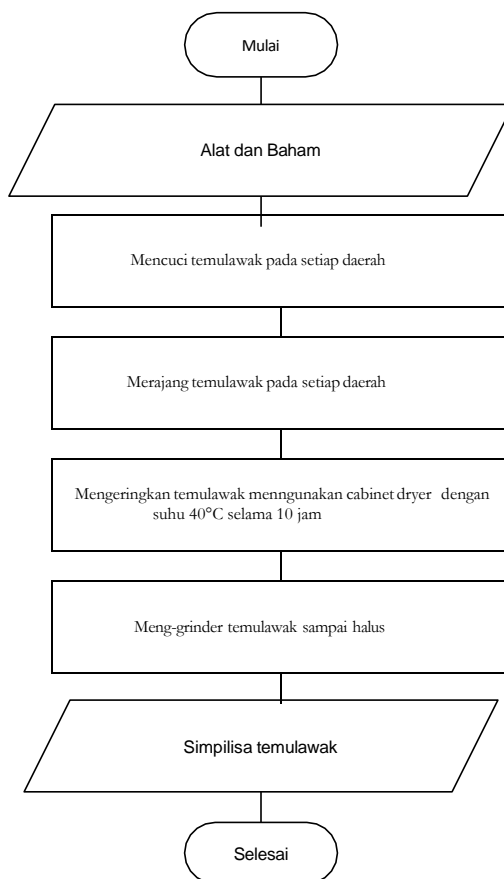 Mulai
Alat dan Baham
Mencuci temulawak pada setiap daerah
Merajang temulawak pada setiap daerah
Mengeringkan temulawak menngunakan cabinet dryer dengan
suhu 40°C selama 10 jam
Meng-grinder temulawak sampai halus
Simpilisa temulawak
Selesai